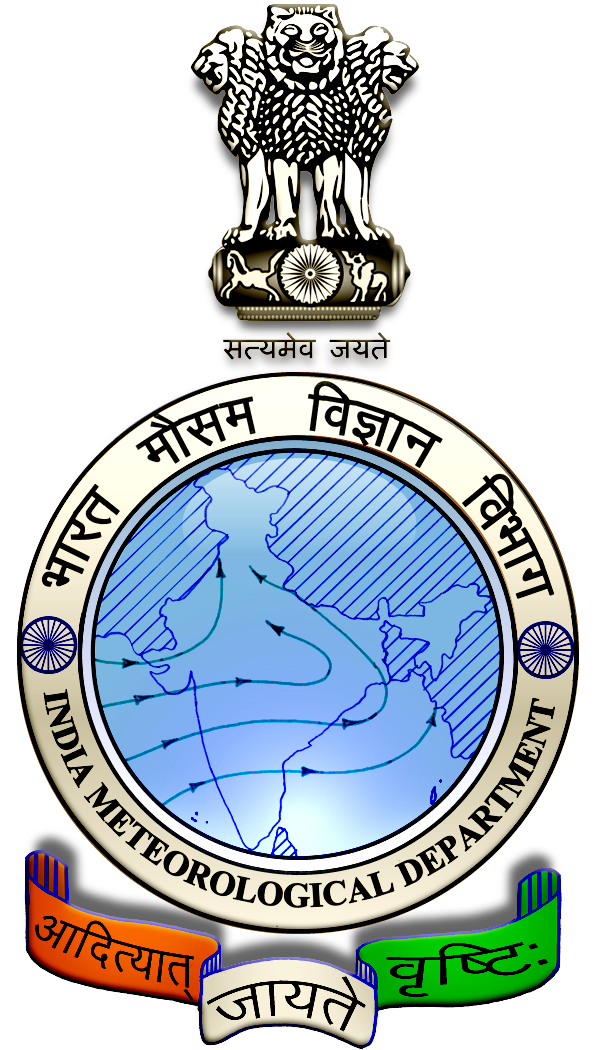 सत्यमेव जयते
भारत मौसम विज्ञान विभाग
INDIA METEOROLOGICAL DEPARTMENT
आदित्यात् जायते वृष्टिः